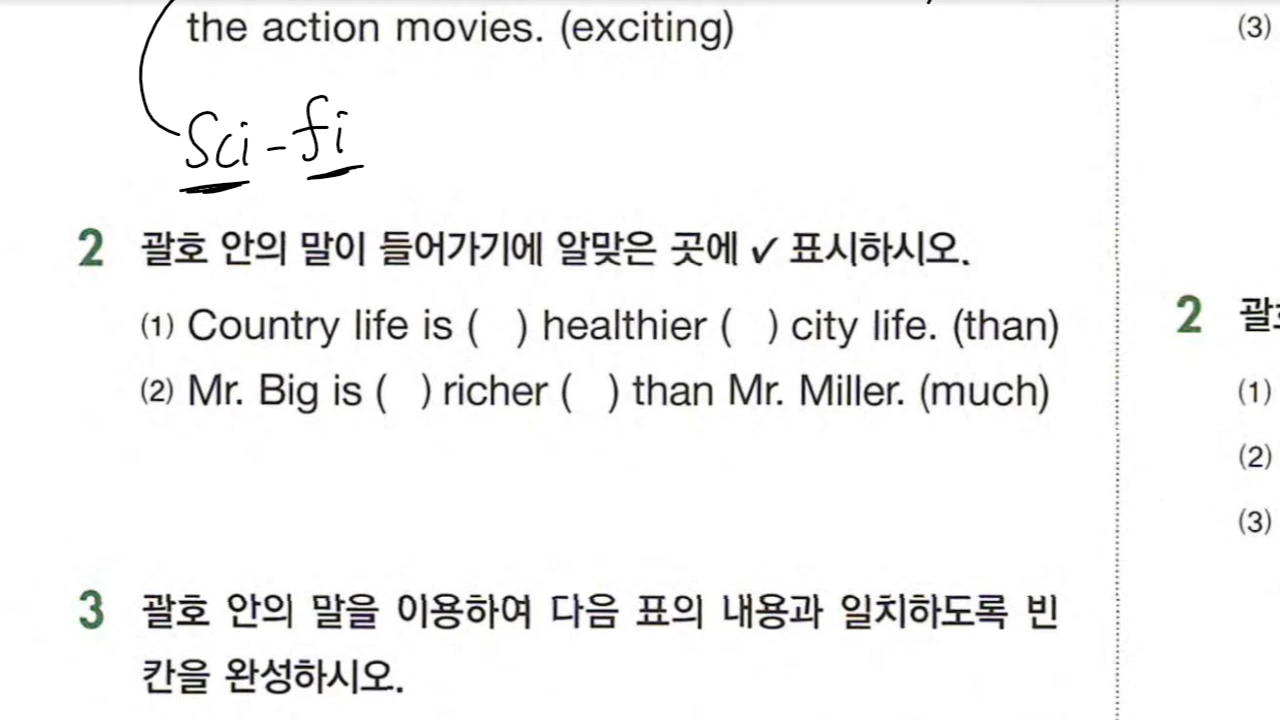 the action movies. (exciting)
(3)
Sci-fi
2 괄호 안의 말이 들어가기에 알맞은 곳에 ✓ 표시하시오.
(1) Country life is (   ) healthier (   ) city life. (than)
(2) Mr. Big is (   ) richer (   ) than Mr. Miller. (much)
3 괄호 안의 말을 이용하여 다음 표의 내용과 일치하도록 빈
칸을 완성하시오.
2
(1)
(2)
(3)